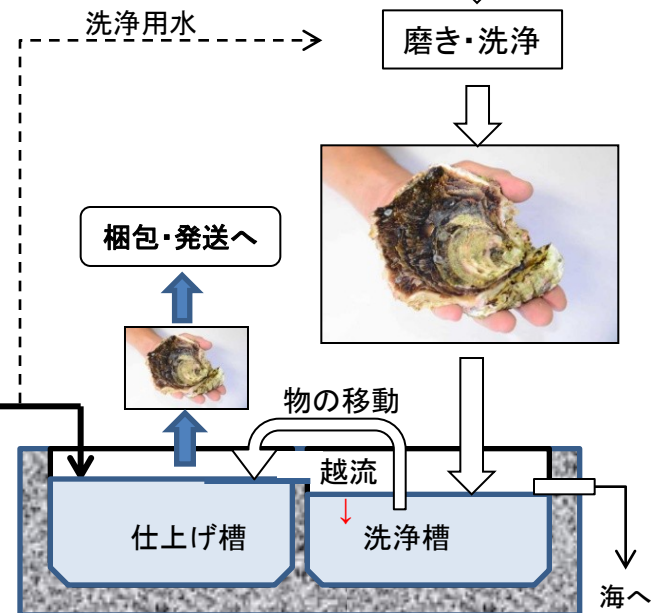 洗浄用水
磨き・洗浄
梱包・発送へ
物の移動
越流
仕上げ槽
洗浄槽
海へ